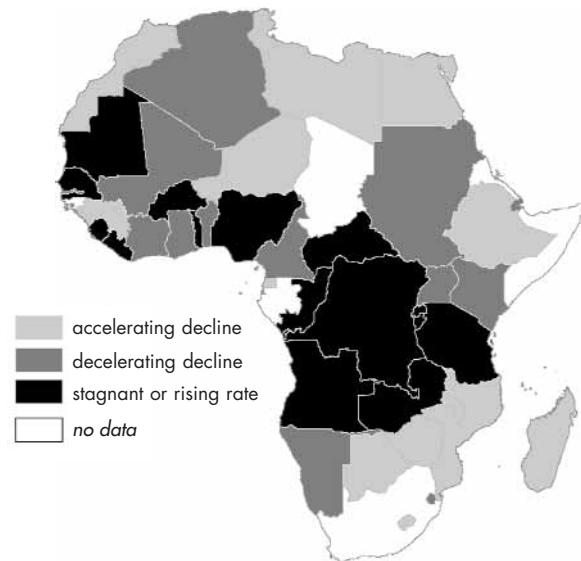 accelerating decline
decelerating decline
stagnant or rising rate
no data